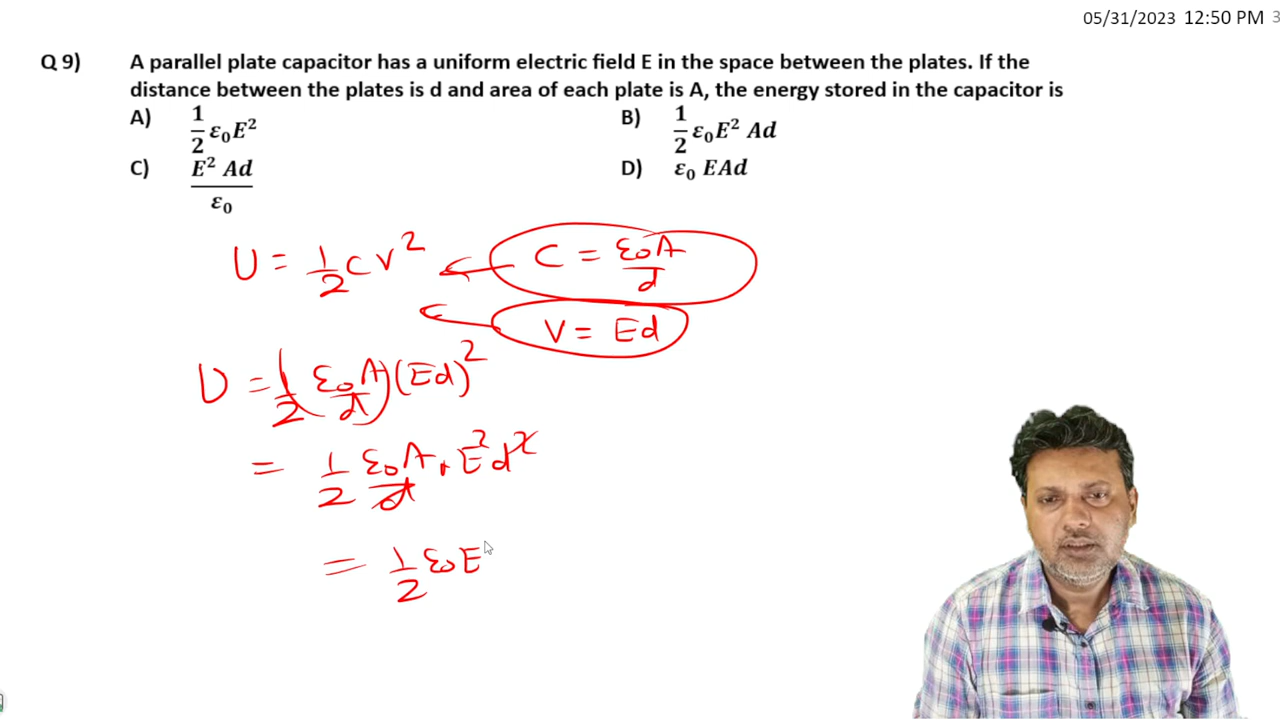 05/31/2023 12:50 PM 3
Q 9) A parallel plate capacitor has a uniform electric field E in the space between the plates. If the
distance between the plates is d and area of each plate is A, the energy stored in the capacitor is
A) 1/2 ε₀E² B) 1/2 ε₀E² Ad
C) E² Ad/ε₀ D) ε₀ EAd
U = 1/2 CV² C = ε₀A/d
V = Ed
U = 1/2 (ε₀A/d)(Ed)²
= 1/2 ε₀A/d · E²d²
= 1/2 ε₀E